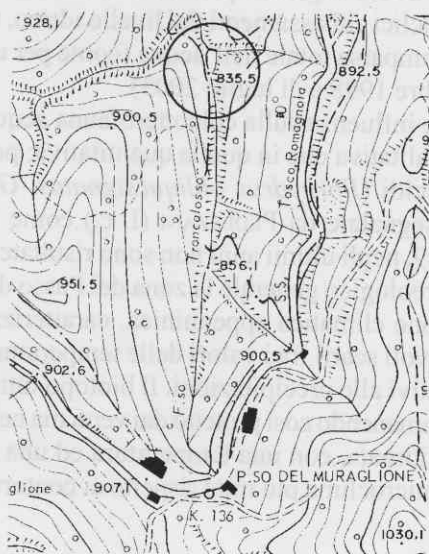 928.1
835.5
892.5
900.5
Tosco Romagnola
S.S.
Troncalosso
F.so
856.1
951.5
902.6
900.5
P.SO DEL MURAGLIONE
glione
907.1
K. 136
1030.1